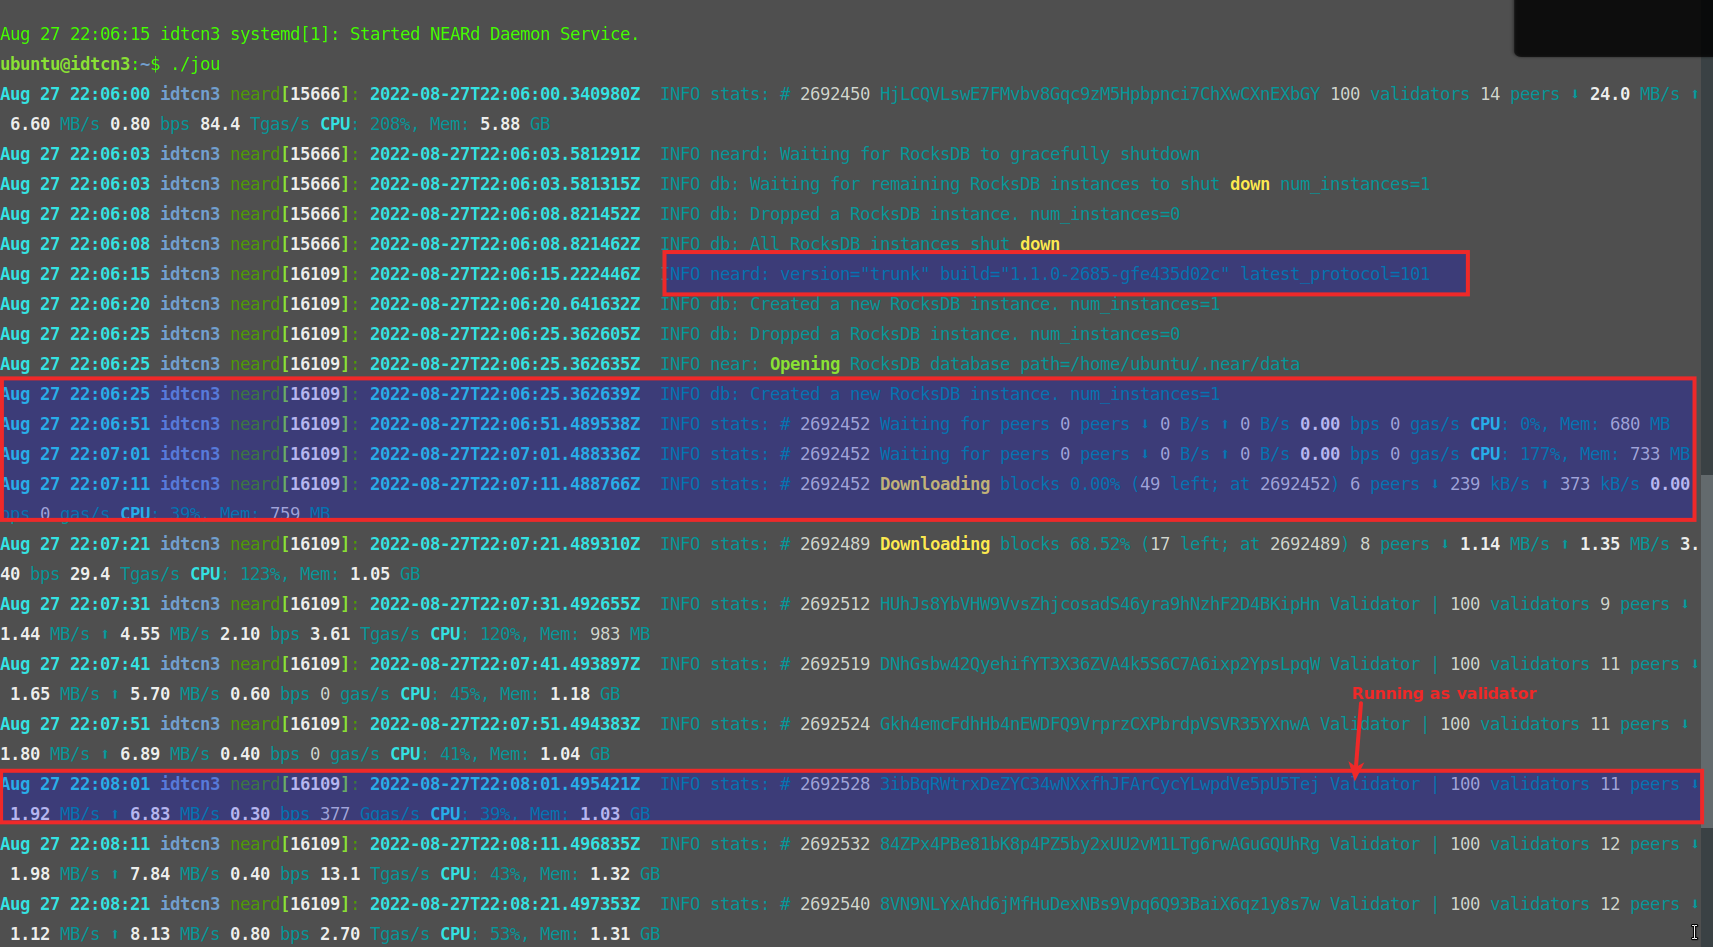 Aug 27 22:06:15 idtcn3 systemd[1]: Started NEARd Daemon Service.
ubuntu@idtcn3:~$ ./jou
Aug 27 22:06:00 idtcn3 neard[15666]: 2022-08-27T22:06:00.340980Z  INFO stats: # 2692450 HjLCQVLswE7FMvbv8Gqc9zM5Hpbpnci7ChXwCXnEXbGY 100 validators 14 peers ⬇ 24.0 MB/s ⬆
6.60 MB/s 0.80 bps 84.4 Tgas/s CPU: 208%, Mem: 5.88 GB
Aug 27 22:06:03 idtcn3 neard[15666]: 2022-08-27T22:06:03.581291Z  INFO neard: Waiting for RocksDB to gracefully shutdown
Aug 27 22:06:03 idtcn3 neard[15666]: 2022-08-27T22:06:03.581315Z  INFO db: Waiting for remaining RocksDB instances to shut down num_instances=1
Aug 27 22:06:08 idtcn3 neard[15666]: 2022-08-27T22:06:08.821452Z  INFO db: Dropped a RocksDB instance. num_instances=0
Aug 27 22:06:08 idtcn3 neard[15666]: 2022-08-27T22:06:08.821462Z  INFO db: All RocksDB instances shut down
Aug 27 22:06:15 idtcn3 neard[16109]: 2022-08-27T22:06:15.222446Z  INFO neard: version="trunk" build="1.1.0-2685-gfe435d02c" latest_protocol=101
Aug 27 22:06:20 idtcn3 neard[16109]: 2022-08-27T22:06:20.641632Z  INFO db: Created a new RocksDB instance. num_instances=1
Aug 27 22:06:25 idtcn3 neard[16109]: 2022-08-27T22:06:25.362605Z  INFO db: Dropped a RocksDB instance. num_instances=0
Aug 27 22:06:25 idtcn3 neard[16109]: 2022-08-27T22:06:25.362635Z  INFO near: Opening RocksDB database path=/home/ubuntu/.near/data
Aug 27 22:06:25 idtcn3 neard[16109]: 2022-08-27T22:06:25.362639Z  INFO db: Created a new RocksDB instance. num_instances=1
Aug 27 22:06:51 idtcn3 neard[16109]: 2022-08-27T22:06:51.489538Z  INFO stats: # 2692452 Waiting for peers 0 peers ⬇ 0 B/s ⬆ 0 B/s 0.00 bps 0 gas/s CPU: 0%, Mem: 680 MB
Aug 27 22:07:01 idtcn3 neard[16109]: 2022-08-27T22:07:01.488336Z  INFO stats: # 2692452 Waiting for peers 0 peers ⬇ 0 B/s ⬆ 0 B/s 0.00 bps 0 gas/s CPU: 177%, Mem: 733 MB
Aug 27 22:07:11 idtcn3 neard[16109]: 2022-08-27T22:07:11.488766Z  INFO stats: # 2692452 Downloading blocks 0.00% (49 left; at 2692452) 6 peers ⬇ 239 kB/s ⬆ 373 kB/s 0.00
bps 0 gas/s CPU: 39%, Mem: 759 MB
Aug 27 22:07:21 idtcn3 neard[16109]: 2022-08-27T22:07:21.489310Z  INFO stats: # 2692489 Downloading blocks 68.52% (17 left; at 2692489) 8 peers ⬇ 1.14 MB/s ⬆ 1.35 MB/s 3.
40 bps 29.4 Tgas/s CPU: 123%, Mem: 1.05 GB
Aug 27 22:07:31 idtcn3 neard[16109]: 2022-08-27T22:07:31.492655Z  INFO stats: # 2692512 HUhJs8YbVHW9VvsZhjcosadS46yra9hNzhF2D4BKipHn Validator | 100 validators 9 peers ⬇
1.44 MB/s ⬆ 4.55 MB/s 2.10 bps 3.61 Tgas/s CPU: 120%, Mem: 983 MB
Aug 27 22:07:41 idtcn3 neard[16109]: 2022-08-27T22:07:41.493897Z  INFO stats: # 2692519 DNhGsbw42QyehifYT3X36ZVA4k5S6C7A6ixp2YpsLpqW Validator | 100 validators 11 peers ⬇
1.65 MB/s ⬆ 5.70 MB/s 0.60 bps 0 gas/s CPU: 45%, Mem: 1.18 GB
Running as validator
Aug 27 22:07:51 idtcn3 neard[16109]: 2022-08-27T22:07:51.494383Z  INFO stats: # 2692524 Gkh4emcFdhHb4nEWDFQ9VrprzCXPbrdpVSVR35YXnwA Validator | 100 validators 11 peers ⬇
1.80 MB/s ⬆ 6.89 MB/s 0.40 bps 0 gas/s CPU: 41%, Mem: 1.04 GB
Aug 27 22:08:01 idtcn3 neard[16109]: 2022-08-27T22:08:01.495421Z  INFO stats: # 2692528 3ibBqRWtrxDeZYC34wNXxfhJFArCycYLwpdVe5pU5Tej Validator | 100 validators 11 peers ⬇
1.92 MB/s ⬆ 6.83 MB/s 0.30 bps 377 Ggas/s CPU: 39%, Mem: 1.03 GB
Aug 27 22:08:11 idtcn3 neard[16109]: 2022-08-27T22:08:11.496835Z  INFO stats: # 2692532 84ZPx4PBe81bK8p4PZ5by2xUU2vM1LTg6rwAGuGQUhRg Validator | 100 validators 12 peers ⬇
1.98 MB/s ⬆ 7.84 MB/s 0.40 bps 13.1 Tgas/s CPU: 43%, Mem: 1.32 GB
Aug 27 22:08:21 idtcn3 neard[16109]: 2022-08-27T22:08:21.497353Z  INFO stats: # 2692540 8VN9NLYxAhd6jMfHuDexNBs9Vpq6Q93BaiX6qz1y8s7w Validator | 100 validators 12 peers ⬇
1.12 MB/s ⬆ 8.13 MB/s 0.80 bps 2.70 Tgas/s CPU: 53%, Mem: 1.31 GB